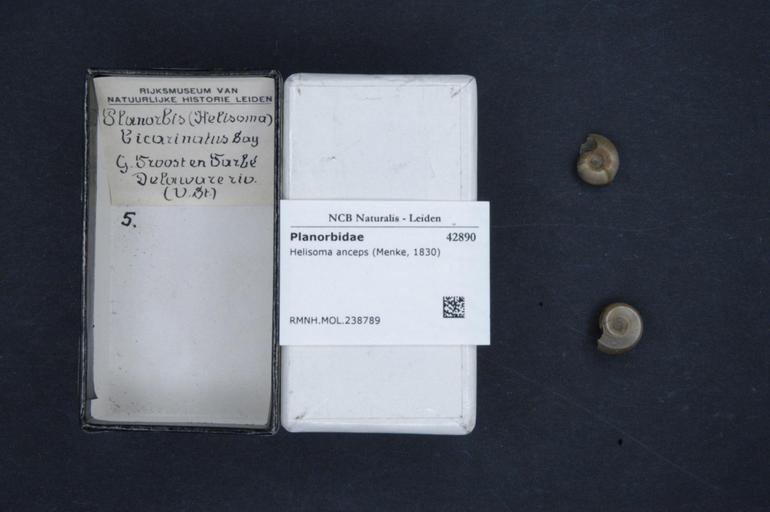 RIJKSMUSEUM VAN
NATUURLIJKE HISTORIE LEIDEN
Planorbis (Helisoma)
bicarinatus Say
G. Troost en Barbé
Delaware riv.
(V. St)
5.
NCB Naturalis - Leiden
Planorbidae 42890
Helisoma anceps (Menke, 1830)
RMNH.MOL.238789